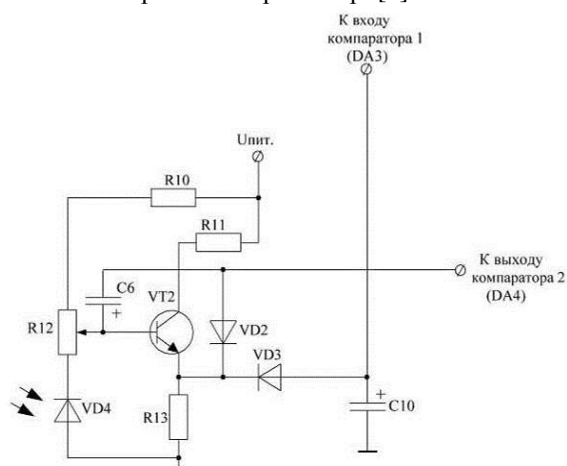 К входу
компаратора 1
(DA3)
Uпит.
R10
R11
К выходу
компаратора 2
(DA4)
C6
+
VT2
R12
VD2
VD3
VD4
R13
+
C10